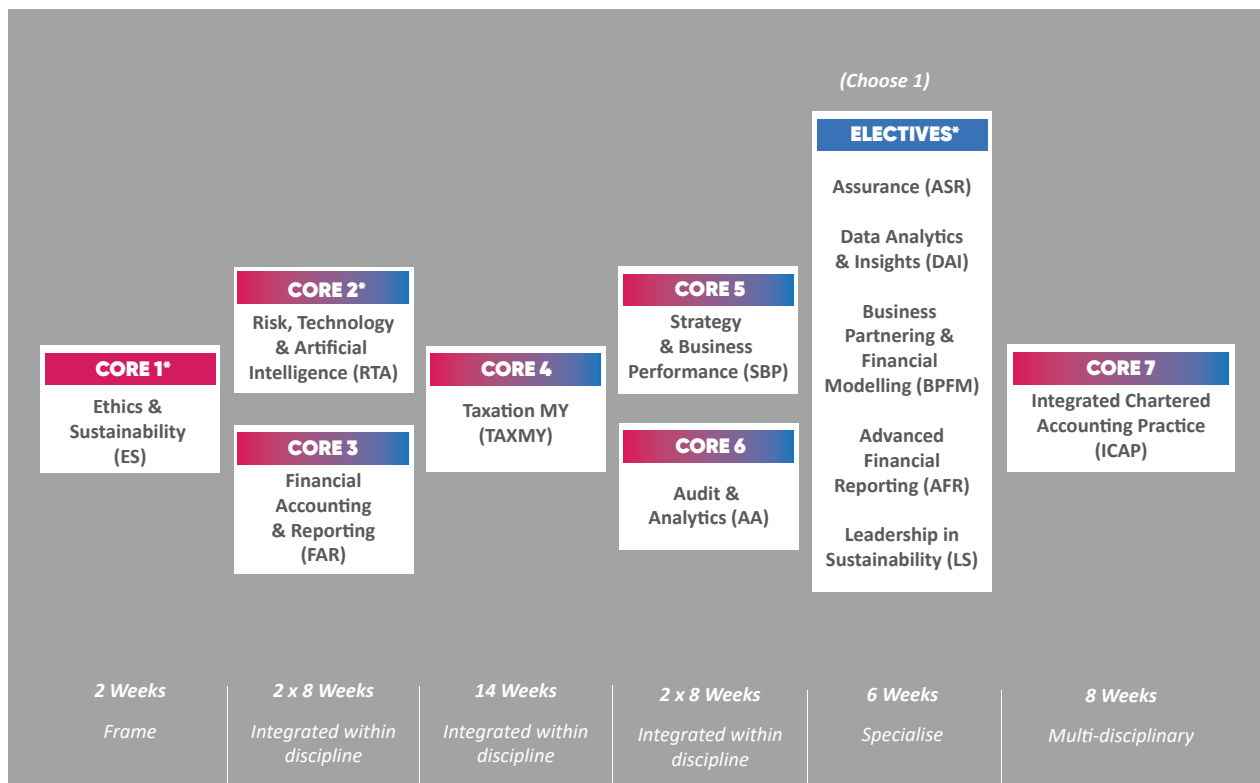 (Choose 1)
CORE 1*
Ethics &
Sustainability
(ES)
CORE 2*
Risk, Technology
& Artificial
Intelligence (RTA)
CORE 3
Financial
Accounting
& Reporting
(FAR)
CORE 4
Taxation MY
(TAXMY)
CORE 5
Strategy
& Business
Performance (SBP)
CORE 6
Audit &
Analytics (AA)
ELECTIVES*
Assurance (ASR)
Data Analytics
& Insights (DAI)
Business
Partnering &
Financial
Modelling (BPFM)
Advanced
Financial
Reporting (AFR)
Leadership in
Sustainability (LS)
CORE 7
Integrated Chartered
Accounting Practice
(ICAP)
2 Weeks
Frame
2 x 8 Weeks
Integrated within
discipline
14 Weeks
Integrated within
discipline
2 x 8 Weeks
Integrated within
discipline
6 Weeks
Specialise
8 Weeks
Multi-disciplinary